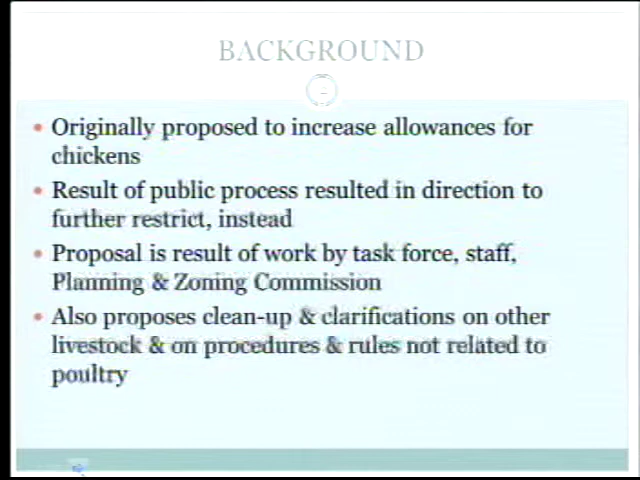 BACKGROUND
• Originally proposed to increase allowances for
chickens
• Result of public process resulted in direction to
further restrict, instead
• Proposal is result of work by task force, staff,
Planning & Zoning Commission
• Also proposes clean-up & clarifications on other
livestock & on procedures & rules not related to
poultry